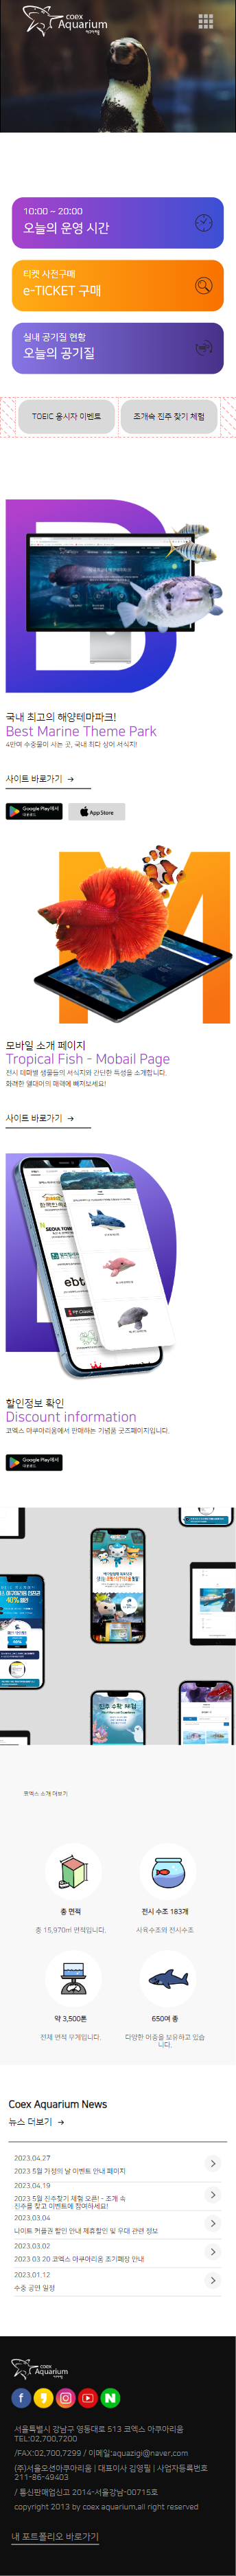 coex
Aquarium
아쿠아리움
10:00 ~ 20:00
오늘의 운영 시간
티켓 사전구매
e-TICKET 구매
실내 공기질 현황
오늘의 공기질
TOEIC 응시자 이벤트
조개속 진주 찾기 체험
국내 최고의 해양테마파크!
Best Marine Theme Park
4만여 수중물이 사는 곳, 국내 최다 상어 서식지!
사이트 바로가기 →
Google Play에서
다운로드
App Store
모바일 소개 페이지
Tropical Fish - Mobail Page
전시 테마별 생물들의 서식지와 간단한 특성을 소개합니다.
화려한 열대어의 매력에 빠져보세요!
사이트 바로가기 →
SEOUL TOWER
ebt
할인정보 확인
Discount information
코엑스 아쿠아리움에서 판매하는 기념품 굿즈페이지입니다.
Google Play에서
다운로드
40%
진주 수확 체험
코엑스 소개 더보기
총 면적
총 15,970㎡ 면적입니다.
전시 수조 183개
사육수조와 전시수조
약 3,500톤
전체 면적 무게입니다.
650여 종
다양한 어종을 보유하고 있습
니다.
Coex Aquarium News
뉴스 더보기 →
2023.04.27
2023 5월 가정의 날 이벤트 안내 페이지
2023.04.19
2023 5월 진주찾기 체험 오픈! - 조개 속
진주를 찾고 이벤트에 참여하세요!
2023.03.04
나이트 커플권 할인 안내 제휴할인 및 우대 관련 정보
2023.03.02
2023 03 20 코엑스 아쿠아리움 조기폐장 안내
2023.01.12
수중 공연 일정
coex
Aquarium
아쿠아리움
서울특별시 강남구 영동대로 513 코엑스 아쿠아리움
TEL:02,700,7200
/FAX:02,700,7299 / 이메일:aquazigi@naver,com
(주)서울오션아쿠아리움 | 대표이사 김영필 | 사업자등록번호
211-86-49403
/ 통신판매업신고 2014-서울강남-00715호
copyright 2013 by coex aquarium,all right reserved
내 포트폴리오 바로가기